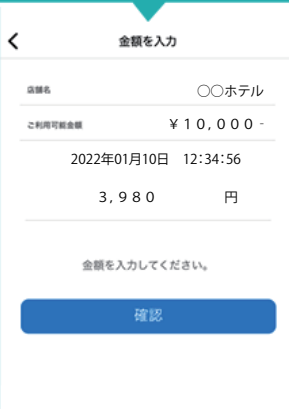 金額を入力
店舗名 〇〇ホテル
ご利用可能金額 ￥１０,０００-
2022年01月10日 12:34:56
３,９８０ 円
金額を入力してください。
確認